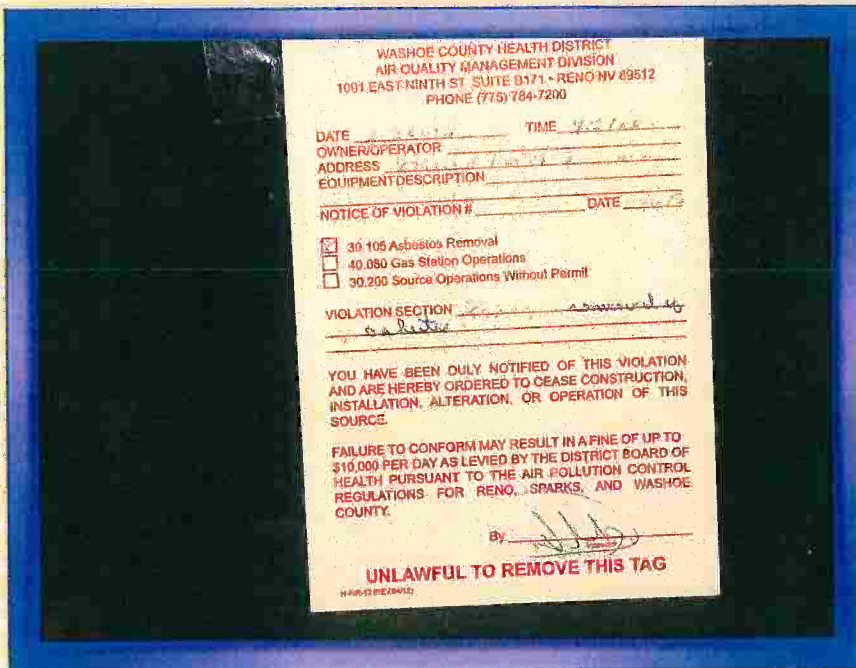 WASHOE COUNTY HEALTH DISTRICT
AIR QUALITY MANAGEMENT DIVISION
1001 EAST NINTH ST. SUITE B171 • RENO NV 89512
PHONE (775) 784-7200
DATE TIME
OWNER/OPERATOR
ADDRESS
EQUIPMENT DESCRIPTION
NOTICE OF VIOLATION # DATE
30.105 Asbestos Removal
40.080 Gas Station Operations
30.200 Source Operations Without Permit
VIOLATION SECTION removal of
YOU HAVE BEEN DULY NOTIFIED OF THIS VIOLATION
AND ARE HEREBY ORDERED TO CEASE CONSTRUCTION,
INSTALLATION, ALTERATION, OR OPERATION OF THIS
SOURCE.
FAILURE TO CONFORM MAY RESULT IN A FINE OF UP TO
$10,000 PER DAY AS LEVIED BY THE DISTRICT BOARD OF
HEALTH PURSUANT TO THE AIR POLLUTION CONTROL
REGULATIONS FOR RENO, SPARKS, AND WASHOE
COUNTY.
By
UNLAWFUL TO REMOVE THIS TAG